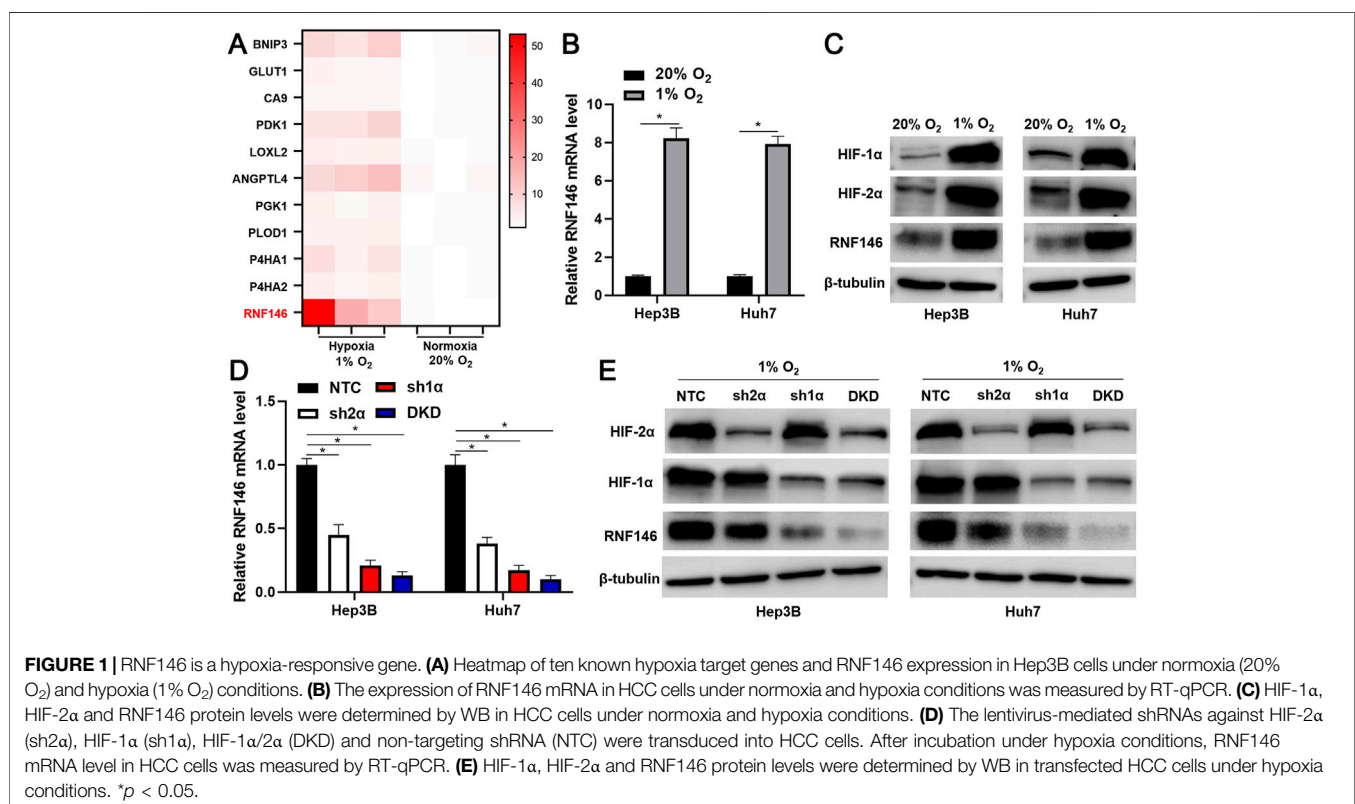 A
BNIP3
GLUT1
CA9
PDK1
LOXL2
ANGPTL4
PGK1
PLOD1
P4HA1
P4HA2
RNF146
50
40
30
20
10
Hypoxia
1% O₂
Normoxia
20% O₂
B
20% O₂
1% O₂
Relative RNF146 mRNA level
10
8
6
4
2
0
*
*
Hep3B
Huh7
C
20% O₂ 1% O₂ 20% O₂ 1% O₂
HIF-1α
HIF-2α
RNF146
β-tubulin
Hep3B
Huh7
D
NTC
sh1α
sh2α
DKD
Relative RNF146 mRNA level
1.5
1.0
0.5
0.0
*
*
*
*
*
*
Hep3B
Huh7
E
1% O₂
1% O₂
NTC sh2α sh1α DKD
NTC sh2α sh1α DKD
HIF-2α
HIF-1α
RNF146
β-tubulin
Hep3B
Huh7
FIGURE 1 | RNF146 is a hypoxia-responsive gene. (A) Heatmap of ten known hypoxia target genes and RNF146 expression in Hep3B cells under normoxia (20%
O₂) and hypoxia (1% O₂) conditions. (B) The expression of RNF146 mRNA in HCC cells under normoxia and hypoxia conditions was measured by RT-qPCR. (C) HIF-1α,
HIF-2α and RNF146 protein levels were determined by WB in HCC cells under normoxia and hypoxia conditions. (D) The lentivirus-mediated shRNAs against HIF-2α
(sh2α), HIF-1α (sh1α), HIF-1α/2α (DKD) and non-targeting shRNA (NTC) were transduced into HCC cells. After incubation under hypoxia conditions, RNF146
mRNA level in HCC cells was measured by RT-qPCR. (E) HIF-1α, HIF-2α and RNF146 protein levels were determined by WB in transfected HCC cells under hypoxia
conditions. *p < 0.05.